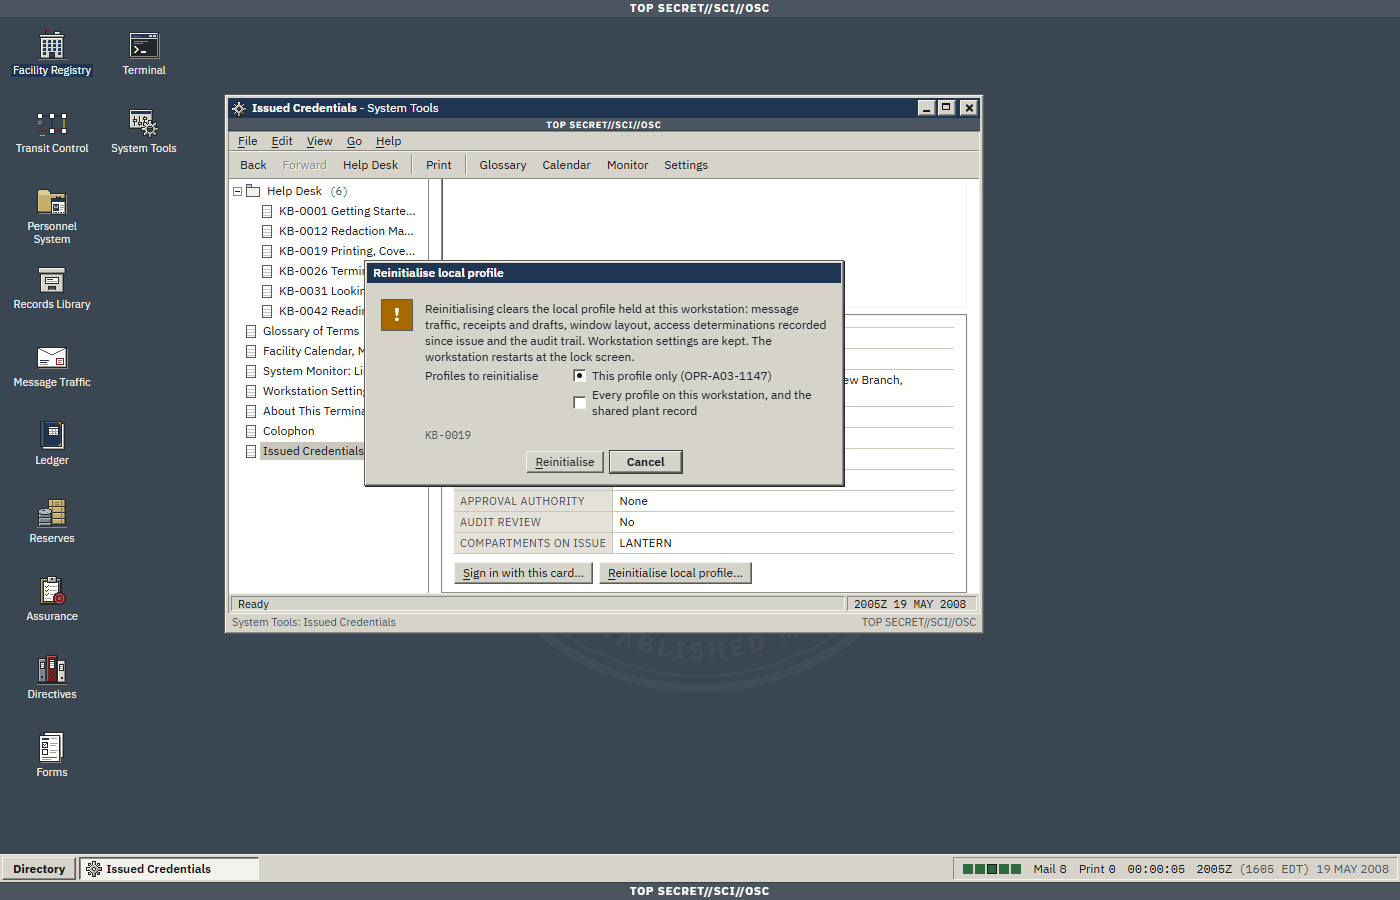 TOP SECRET//SCI//OSC
Facility Registry
Terminal
Transit Control
System Tools
Personnel
System
Records Library
Message Traffic
Ledger
Reserves
Assurance
Directives
Forms
Issued Credentials - System Tools
TOP SECRET//SCI//OSC
File Edit View Go Help
Back Forward Help Desk Print Glossary Calendar Monitor Settings
Help Desk (6)
KB-0001 Getting Starte...
KB-0012 Redaction Ma...
KB-0019 Printing, Cove...
KB-0026 Termi
KB-0031 Lookin
KB-0042 Readi
Glossary of Terms
Facility Calendar, M
System Monitor: Li
Workstation Setting
About This Termina
Colophon
Issued Credentials
Reinitialise local profile
!
Reinitialising clears the local profile held at this workstation: message
traffic, receipts and drafts, window layout, access determinations recorded
since issue and the audit trail. Workstation settings are kept. The
workstation restarts at the lock screen.
Profiles to reinitialise
This profile only (OPR-A03-1147)
Every profile on this workstation, and the
shared plant record
KB-0019
Reinitialise Cancel
ew Branch,
APPROVAL AUTHORITY None
AUDIT REVIEW No
COMPARTMENTS ON ISSUE LANTERN
Sign in with this card... Reinitialise local profile...
Ready 2005Z 19 MAY 2008
System Tools: Issued Credentials TOP SECRET//SCI//OSC
ABLISHED
Directory Issued Credentials Mail 8 Print 0 00:00:05 2005Z (1605 EDT) 19 MAY 2008
TOP SECRET//SCI//OSC